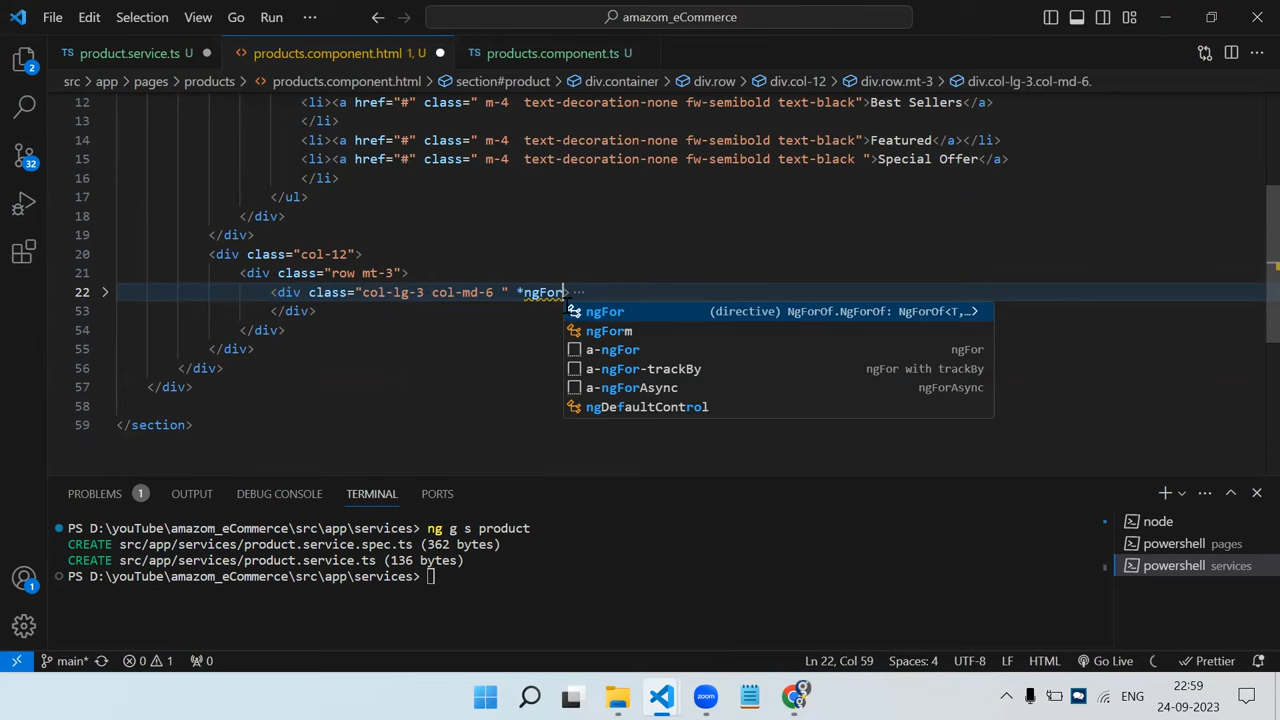 File Edit Selection View Go Run ··· amazom_eCommerce
TS product.service.ts products.component.html 1, U TS products.component.ts U
src > app > pages > products > products.component.html > section#product > div.container > div.row > div.col-12 > div.row.mt-3 > div.col-lg-3.col-md-6.
12 <li><a href="#" class=" m-4  text-decoration-none fw-semibold text-black">Best Sellers</a>
13 </li>
14 <li><a href="#" class=" m-4  text-decoration-none fw-semibold text-black">Featured</a></li>
15 <li><a href="#" class=" m-4  text-decoration-none fw-semibold text-black ">Special Offer</a>
16 </li>
17 </ul>
18 </div>
19 </div>
20 <div class="col-12">
21 <div class="row mt-3">
22 <div class="col-lg-3 col-md-6 " *ngFor> ···
ngFor (directive) NgForOf.NgForOf: NgForOf<T,…>
53 </div>
ngForm
54 </div>
a-ngFor ngFor
55 </div>
a-ngFor-trackBy ngFor with trackBy
56 </div>
a-ngForAsync ngForAsync
57 </div>
ngDefaultControl
58
59 </section>
PROBLEMS 1 OUTPUT DEBUG CONSOLE TERMINAL PORTS
PS D:\youTube\amazom_eCommerce\src\app\services> ng g s product
CREATE src/app/services/product.service.spec.ts (362 bytes)
CREATE src/app/services/product.service.ts (136 bytes)
PS D:\youTube\amazom_eCommerce\src\app\services>
node
powershell pages
powershell services
2
32
1
main* 0 1 0 Ln 22, Col 59 Spaces: 4 UTF-8 LF HTML Go Live Prettier
zoom
ENG
22:59
24-09-2023